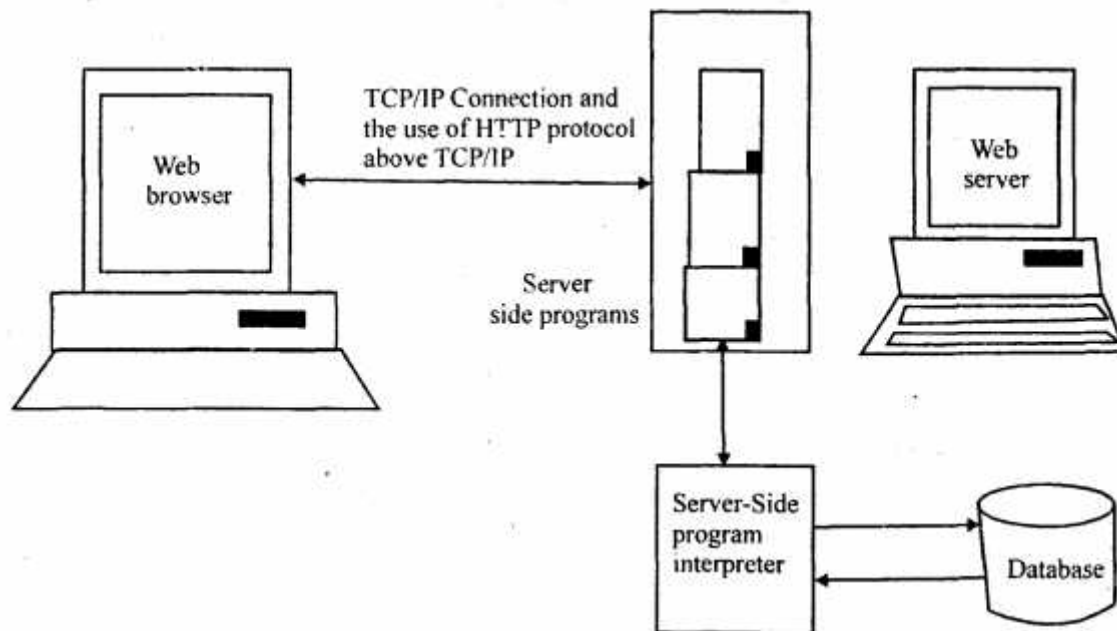 TCP/IP Connection and
the use of HTTP protocol
above TCP/IP
Web
browser
Web
server
Server
side programs
Server-Side
program
interpreter
Database